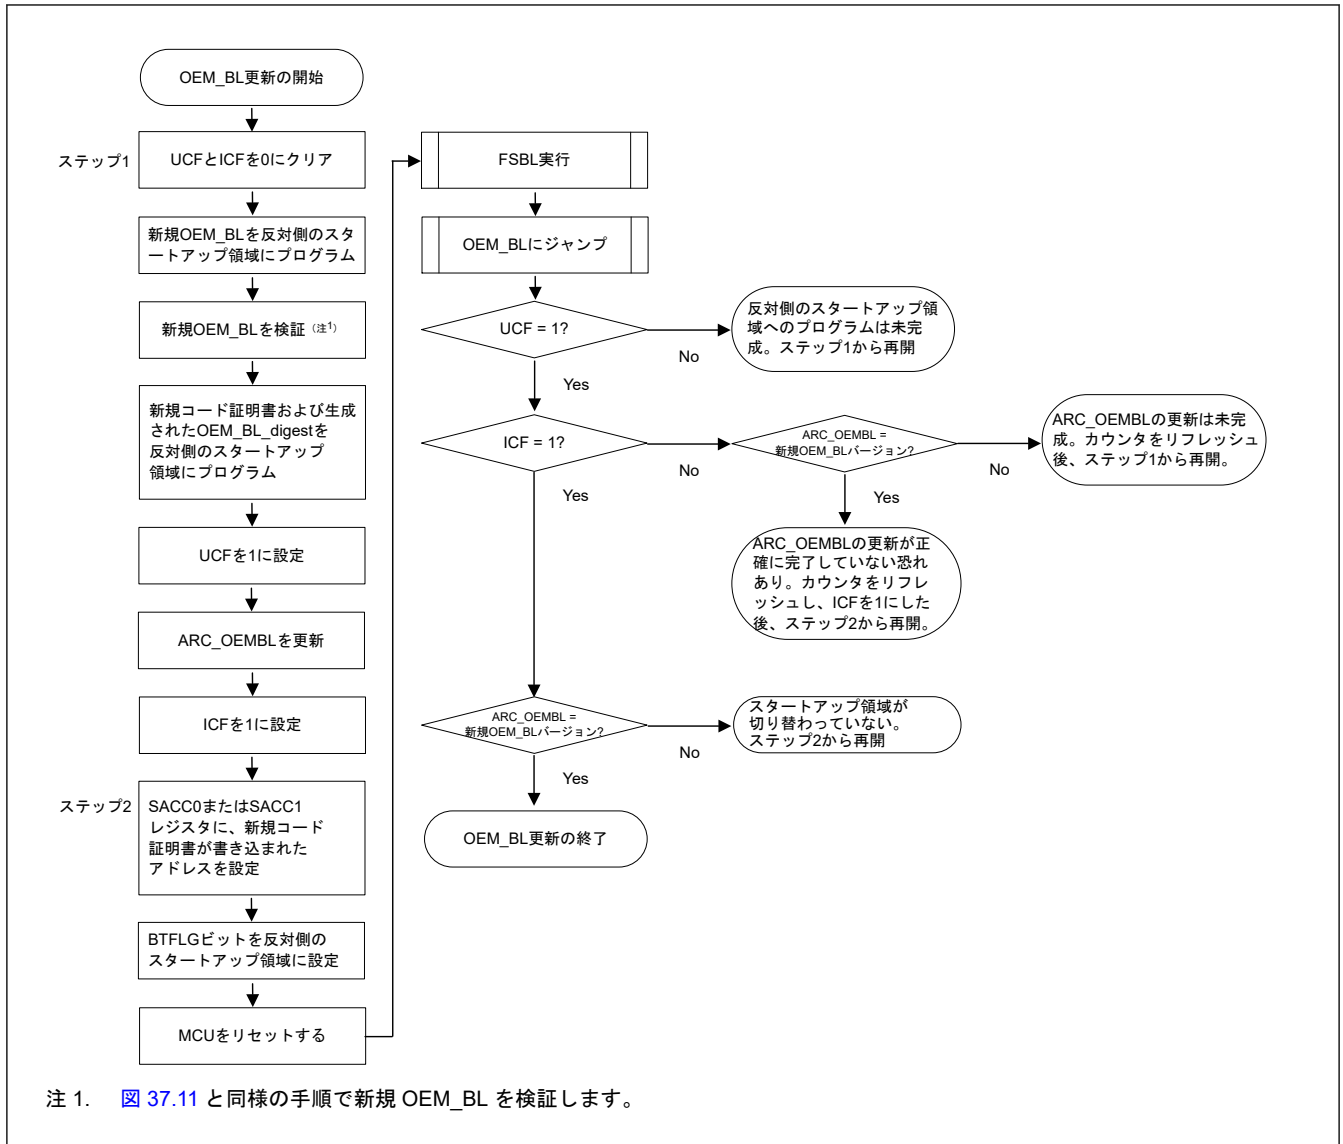 OEM_BL更新の開始
ステップ1
UCFとICFを0にクリア
新規OEM_BLを反対側のスタ
ートアップ領域にプログラム
新規OEM_BLを検証（注1）
新規コード証明書および生成
されたOEM_BL_digestを
反対側のスタートアップ
領域にプログラム
UCFを1に設定
ARC_OEMBLを更新
ICFを1に設定
ステップ2
SACC0またはSACC1
レジスタに、新規コード
証明書が書き込まれた
アドレスを設定
BTFLGビットを反対側の
スタートアップ領域に設定
MCUをリセットする
FSBL実行
OEM_BLにジャンプ
UCF = 1?
No
反対側のスタートアップ領
域へのプログラムは未完
成。ステップ1から再開
Yes
ICF = 1?
No
ARC_OEMBL =
新規OEM_BLバージョン?
No
ARC_OEMBLの更新は未完
成。カウンタをリフレッシュ
後、ステップ1から再開。
Yes
ARC_OEMBLの更新が正
確に完了していない恐れ
あり。カウンタをリフレ
ッシュし、ICFを1にした
後、ステップ2から再開。
Yes
ARC_OEMBL =
新規OEM_BLバージョン?
No
スタートアップ領域が
切り替わっていない。
ステップ2から再開
Yes
OEM_BL更新の終了
注 1. 図 37.11 と同様の手順で新規 OEM_BL を検証します。